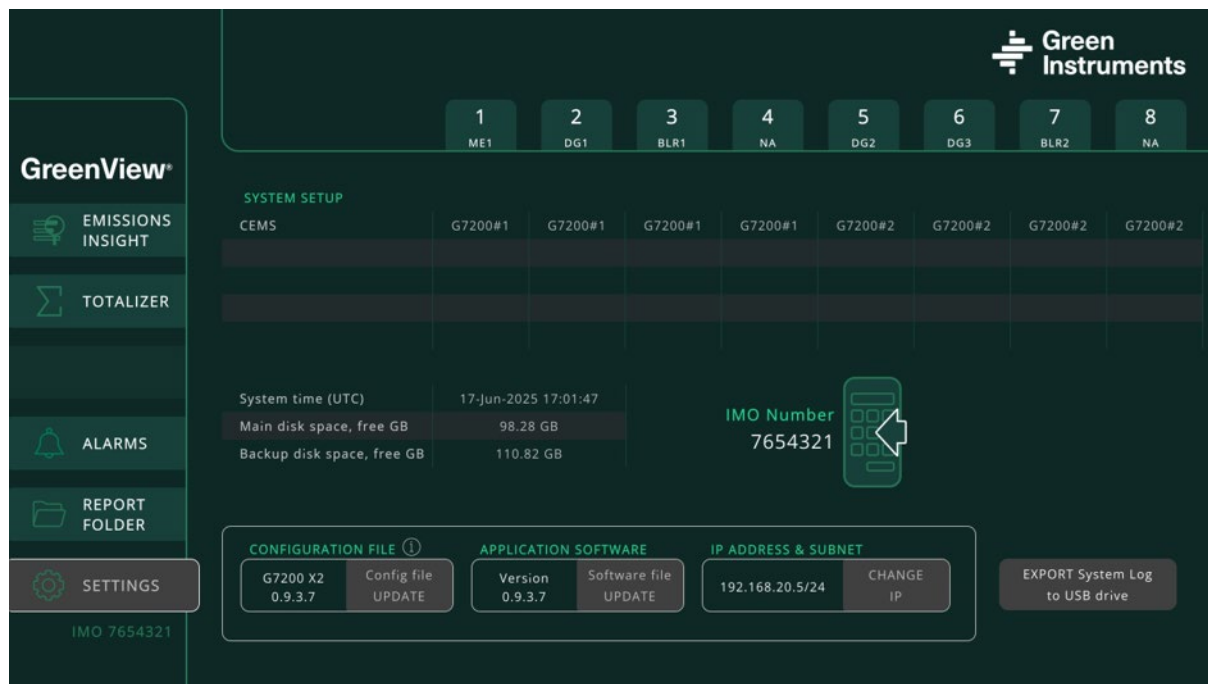 Green
Instruments
1 2 3 4 5 6 7 8
ME1 DG1 BLR1 NA DG2 DG3 BLR2 NA
GreenView®
EMISSIONS
INSIGHT
TOTALIZER
ALARMS
REPORT
FOLDER
SETTINGS
IMO 7654321
SYSTEM SETUP
CEMS G7200#1 G7200#1 G7200#1 G7200#1 G7200#2 G7200#2 G7200#2 G7200#2
System time (UTC) 17-Jun-2025 17:01:47
Main disk space, free GB 98.28 GB
Backup disk space, free GB 110.82 GB
IMO Number
7654321
CONFIGURATION FILE i
G7200 X2
0.9.3.7
Config file
UPDATE
APPLICATION SOFTWARE
Version
0.9.3.7
Software file
UPDATE
IP ADDRESS & SUBNET
192.168.20.5/24
CHANGE
IP
EXPORT System Log
to USB drive